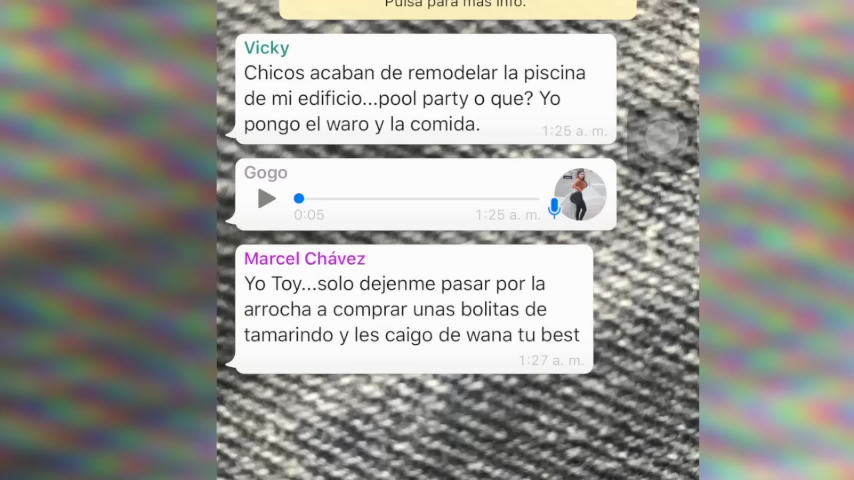 Pulsa para más info.
Vicky
Chicos acaban de remodelar la piscina
de mi edificio...pool party o que? Yo
pongo el waro y la comida.
1:25 a. m.
Gogo
0:05
1:25 a. m.
Marcel Chávez
Yo Toy...solo dejenme pasar por la
arrocha a comprar unas bolitas de
tamarindo y les caigo de wana tu best
1:27 a. m.